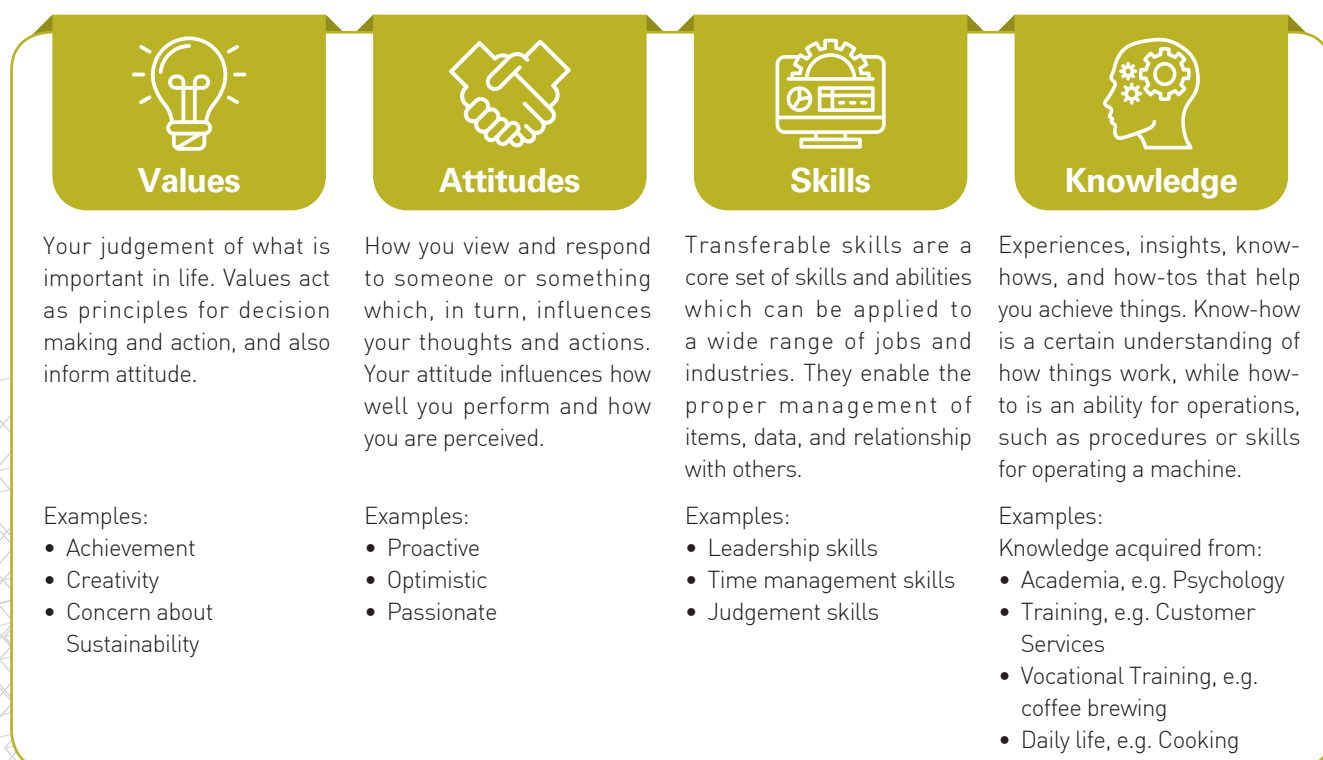 Values
Your judgement of what is
important in life. Values act
as principles for decision
making and action, and also
inform attitude.
Examples:
• Achievement
• Creativity
• Concern about
Sustainability
Attitudes
How you view and respond
to someone or something
which, in turn, influences
your thoughts and actions.
Your attitude influences how
well you perform and how
you are perceived.
Examples:
• Proactive
• Optimistic
• Passionate
Skills
Transferable skills are a
core set of skills and abilities
which can be applied to
a wide range of jobs and
industries. They enable the
proper management of
items, data, and relationship
with others.
Examples:
• Leadership skills
• Time management skills
• Judgement skills
Knowledge
Experiences, insights, know-
hows, and how-tos that help
you achieve things. Know-how
is a certain understanding of
how things work, while how-
to is an ability for operations,
such as procedures or skills
for operating a machine.
Examples:
Knowledge acquired from:
• Academia, e.g. Psychology
• Training, e.g. Customer
Services
• Vocational Training, e.g.
coffee brewing
• Daily life, e.g. Cooking